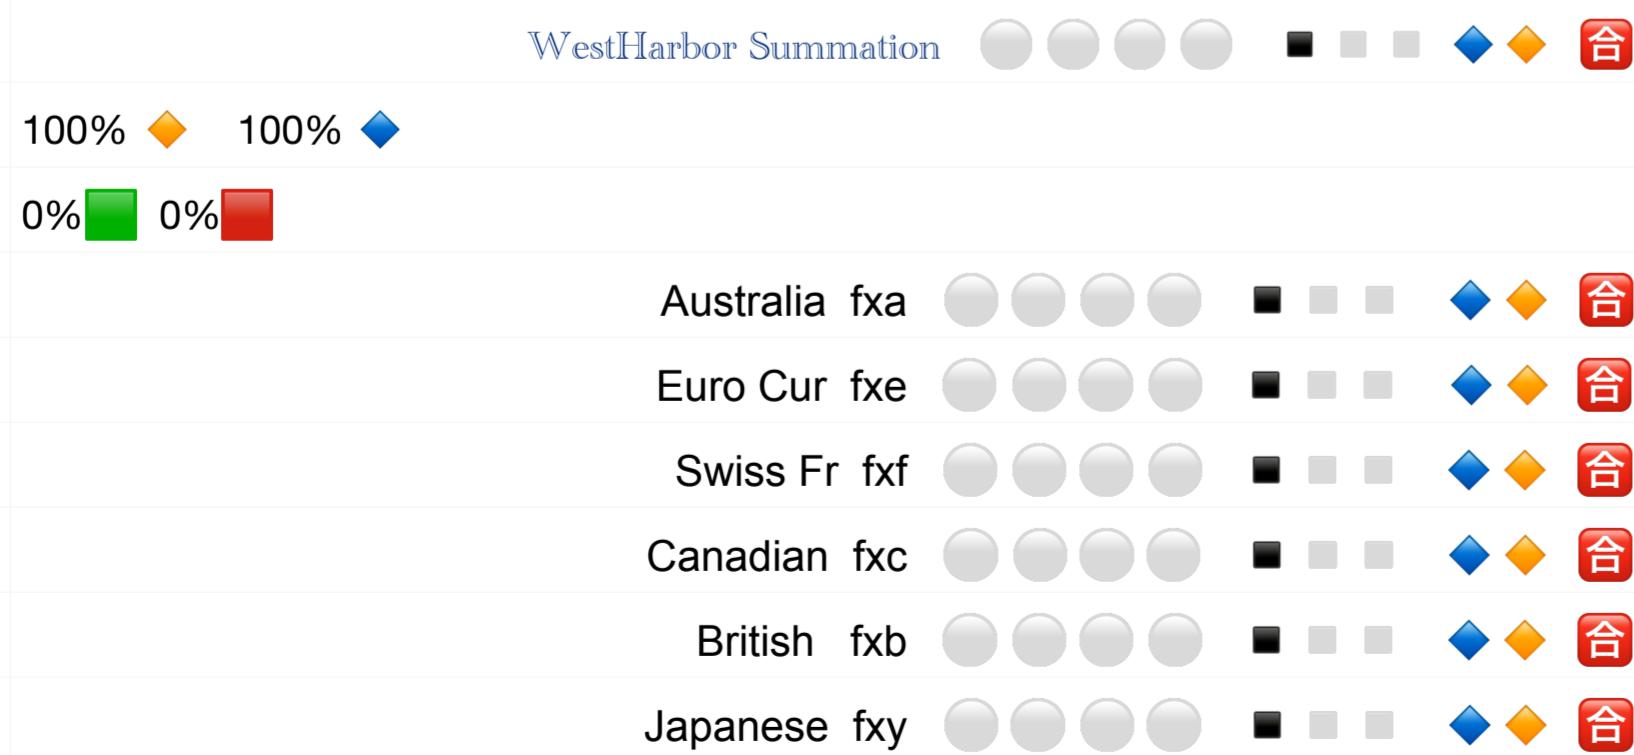 WestHarbor Summation ⚪⚪⚪⚪ ◾◽◽ 🔹🔸 🈴
100% 🔸 100% 🔹
0%🟩 0%🟥
Australia fxa ⚪⚪⚪⚪ ◾◽◽ 🔹🔸 🈴
Euro Cur fxe ⚪⚪⚪⚪ ◾◽◽ 🔹🔸 🈴
Swiss Fr fxf ⚪⚪⚪⚪ ◾◽◽ 🔹🔸 🈴
Canadian fxc ⚪⚪⚪⚪ ◾◽◽ 🔹🔸 🈴
British fxb ⚪⚪⚪⚪ ◾◽◽ 🔹🔸 🈴
Japanese fxy ⚪⚪⚪⚪ ◾◽◽ 🔹🔸 🈴